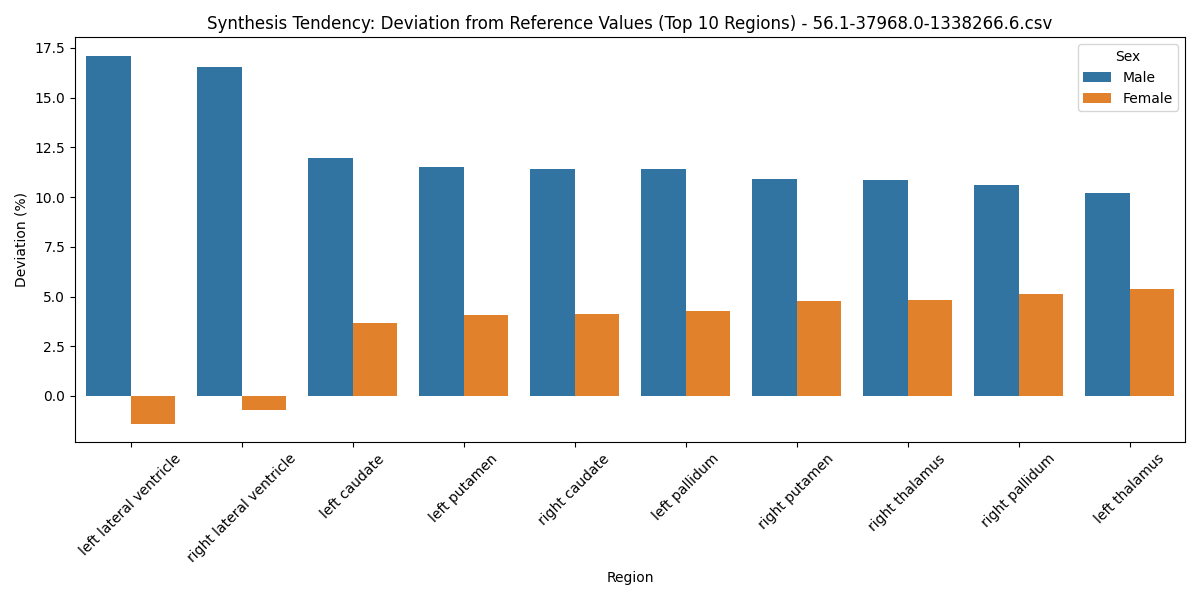 Synthesis Tendency: Deviation from Reference Values (Top 10 Regions) - 56.1-37968.0-1338266.6.csv
Sex
Male
Female
Deviation (%)
17.5
15.0
12.5
10.0
7.5
5.0
2.5
0.0
left lateral ventricle
right lateral ventricle
left caudate
left putamen
right caudate
left pallidum
right putamen
right thalamus
right pallidum
left thalamus
Region